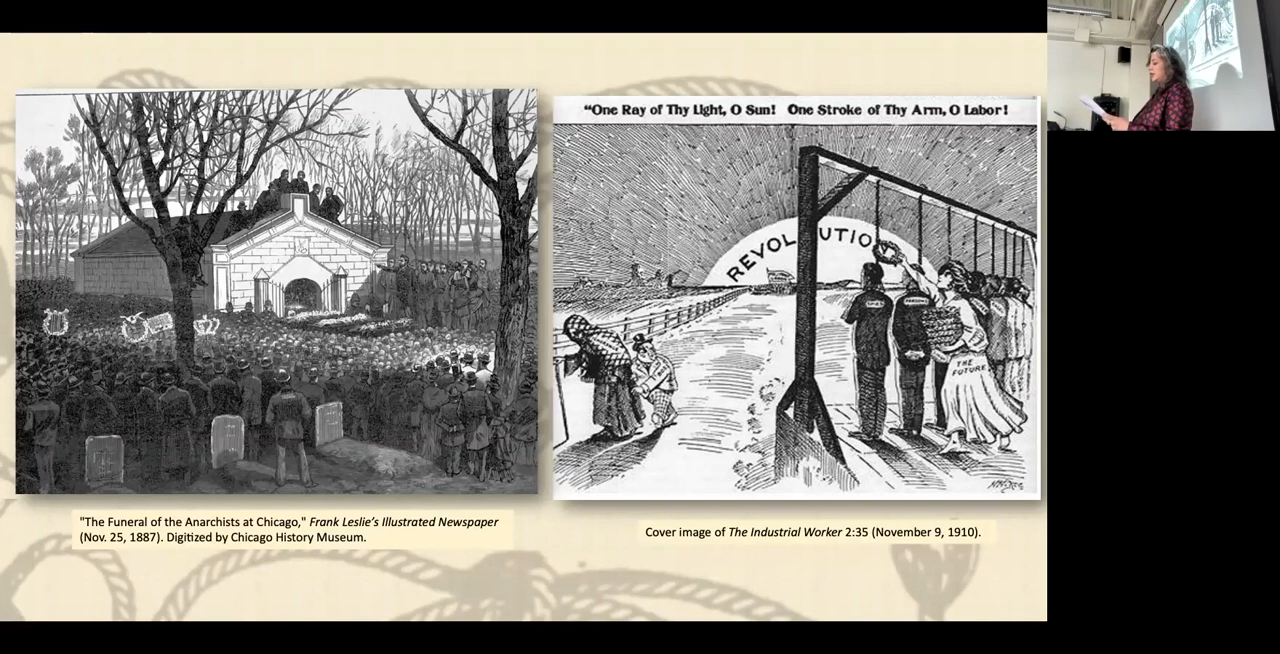 “One Ray of Thy Light, O Sun! One Stroke of Thy Arm, O Labor!
REVOLUTION
THE
FUTURE
"The Funeral of the Anarchists at Chicago," Frank Leslie's Illustrated Newspaper
(Nov. 25, 1887). Digitized by Chicago History Museum.
Cover image of The Industrial Worker 2:35 (November 9, 1910).